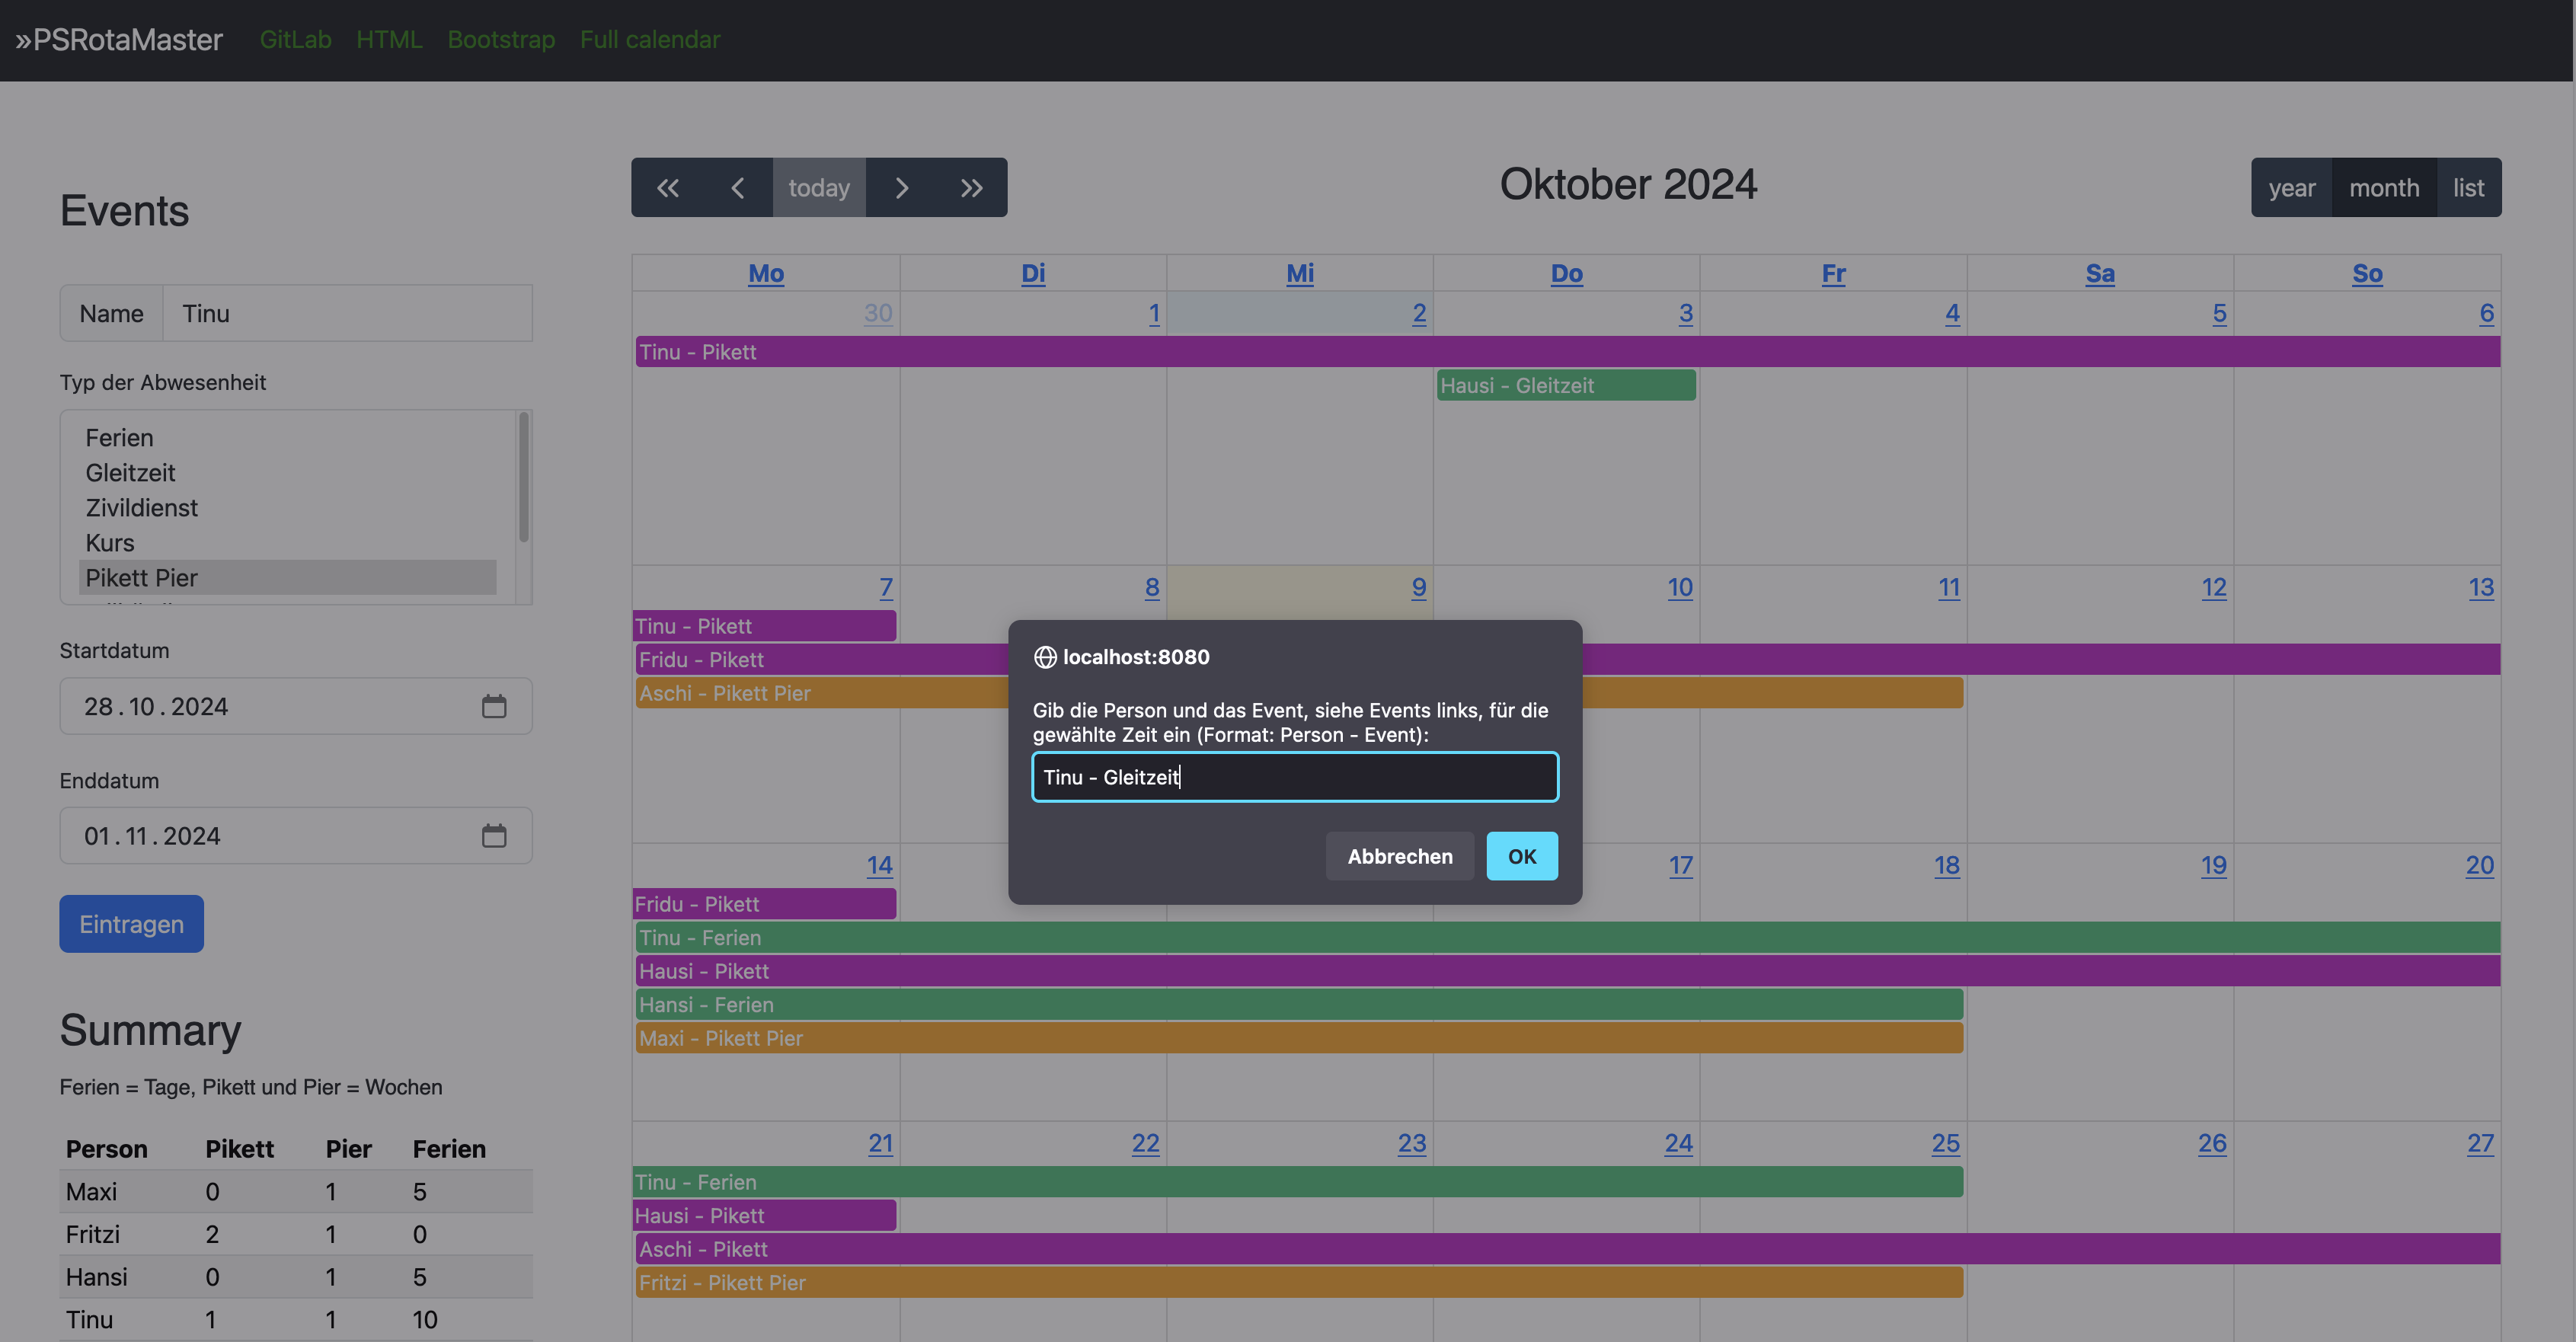 »PSRotaMaster GitLab HTML Bootstrap Full calendar
Events
Name Tinu
Typ der Abwesenheit
Ferien
Gleitzeit
Zivildienst
Kurs
Pikett Pier
Startdatum
28.10.2024
Enddatum
01.11.2024
Eintragen
Summary
Ferien = Tage, Pikett und Pier = Wochen
Person Pikett Pier Ferien
Maxi 0 1 5
Fritzi 2 1 0
Hansi 0 1 5
Tinu 1 1 10
today
Oktober 2024
year month list
Mo Di Mi Do Fr Sa So
30 1 2 3 4 5 6
Tinu - Pikett
Hausi - Gleitzeit
7 8 9 10 11 12 13
Tinu - Pikett
Fridu - Pikett
Aschi - Pikett Pier
14 17 18 19 20
Fridu - Pikett
Tinu - Ferien
Hausi - Pikett
Hansi - Ferien
Maxi - Pikett Pier
21 22 23 24 25 26 27
Tinu - Ferien
Hausi - Pikett
Aschi - Pikett
Fritzi - Pikett Pier
localhost:8080
Gib die Person und das Event, siehe Events links, für die
gewählte Zeit ein (Format: Person - Event):
Tinu - Gleitzeit
Abbrechen OK